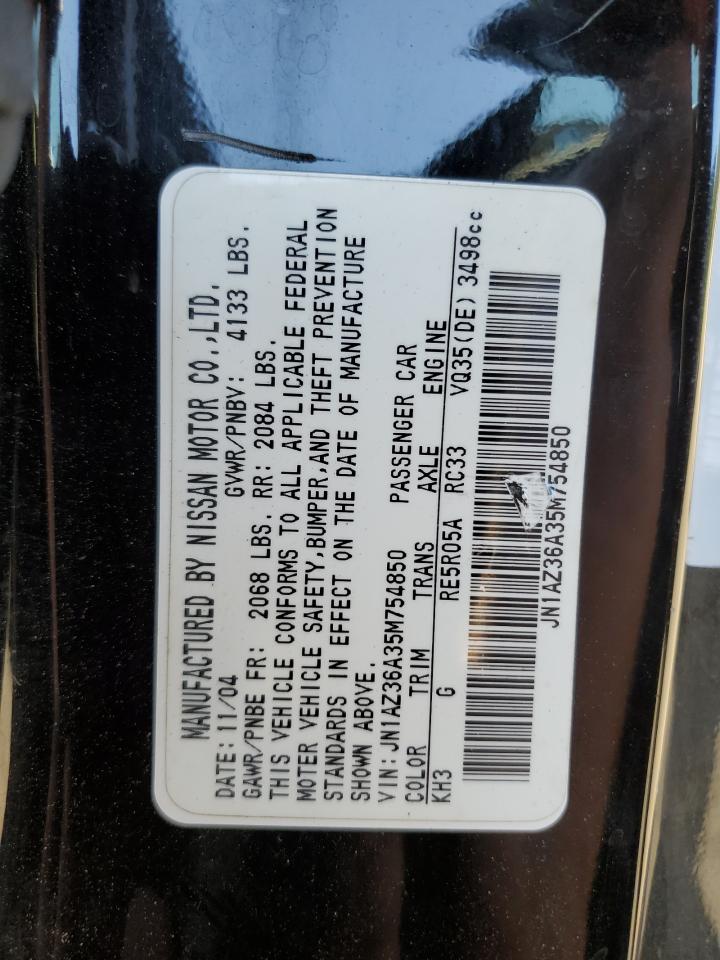 MANUFACTURED BY NISSAN MOTOR CO.,LTD.
DATE: 11/04 GVWR/PNBV: 4133 LBS.
GAWR/PNBE FR: 2068 LBS. RR: 2084 LBS.
THIS VEHICLE CONFORMS TO ALL APPLICABLE FEDERAL
MOTER VEHICLE SAFETY,BUMPER,AND THEFT PREVENTION
STANDARDS IN EFFECT ON THE DATE OF MANUFACTURE
SHOWN ABOVE.
VIN:JN1AZ36A35M754850 PASSENGER CAR
COLOR TRIM TRANS AXLE ENGINE
KH3 G RE5R05A RC33 VQ35(DE) 3498cc
JN1AZ36A35M754850